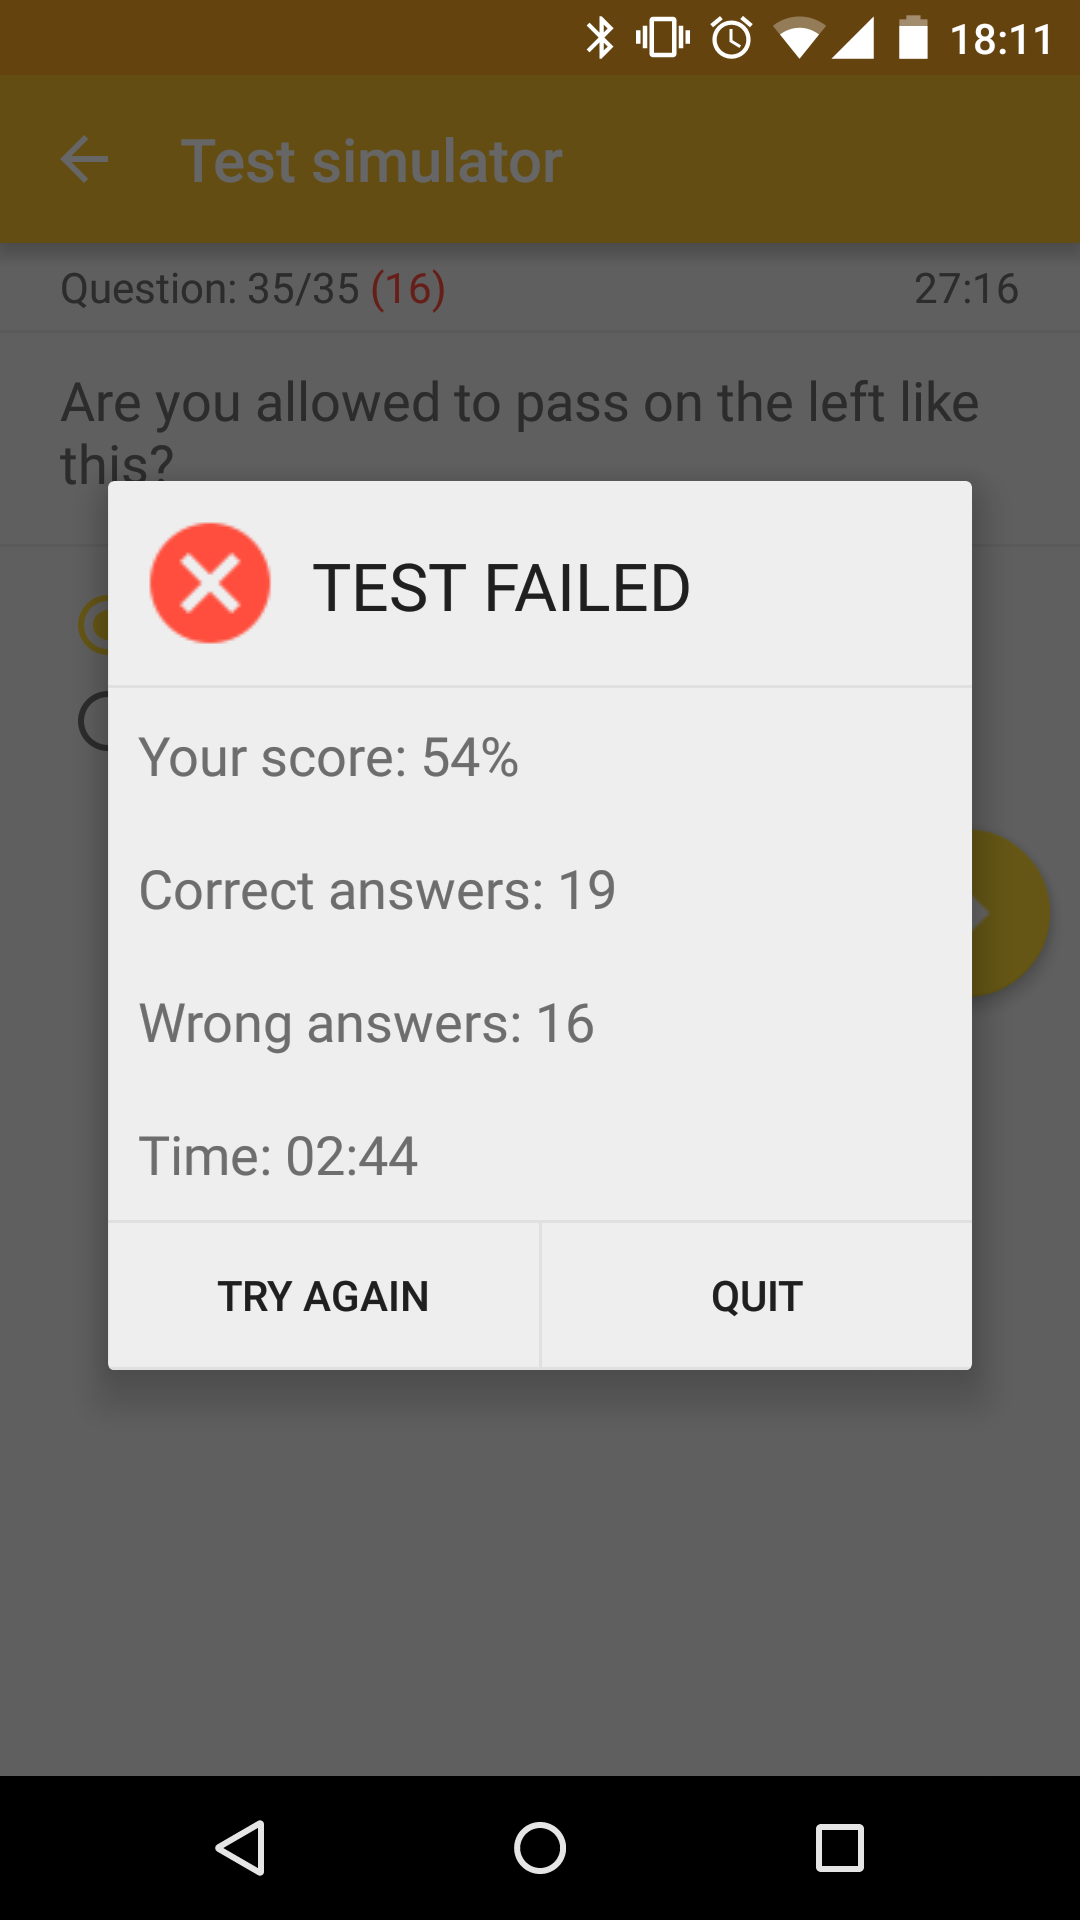 18:11
Test simulator
Question: 35/35 (16) 27:16
Are you allowed to pass on the left like
this?
TEST FAILED
Your score: 54%
Correct answers: 19
Wrong answers: 16
Time: 02:44
TRY AGAIN QUIT